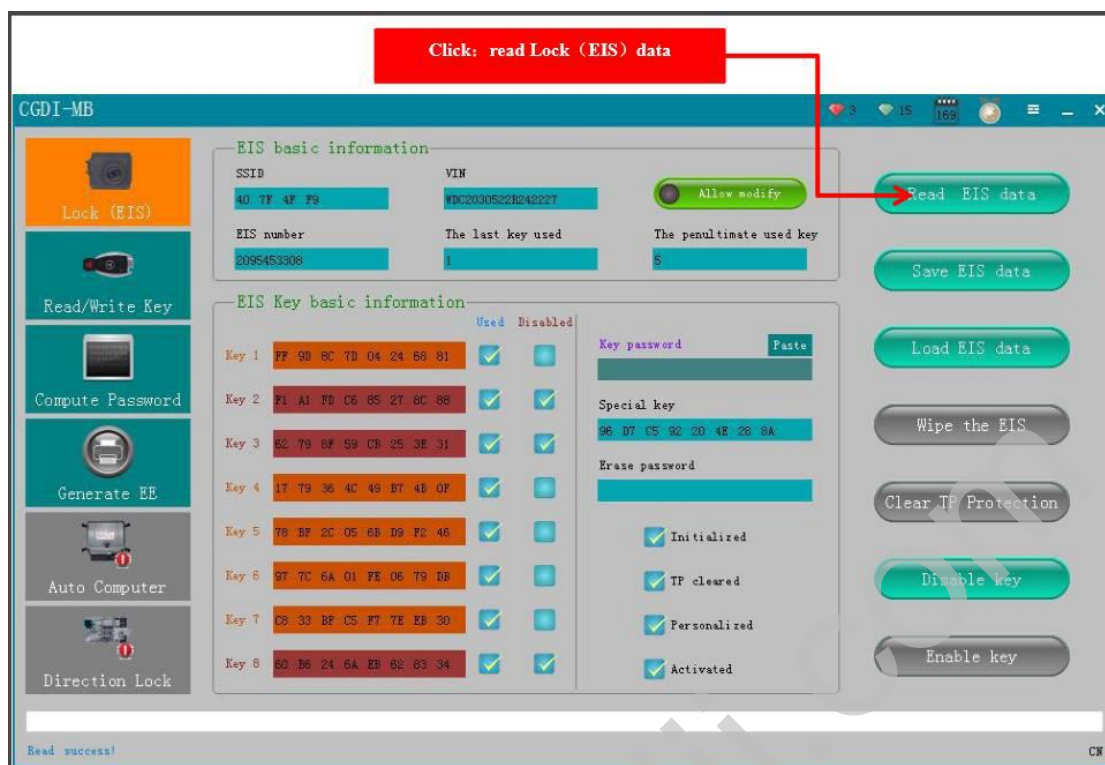 Click: read Lock（EIS）data
CGDI-MB
3
15
169
Lock (EIS)
Read/Write Key
Compute Password
Generate EE
Auto Computer
Direction Lock
EIS basic information
SSID
VIN
40 7F 4F F9
WDC2030522R242227
Allow modify
EIS number
The last key used
The penultimate used key
2095453308
1
5
EIS Key basic information
Used Disabled
Key 1 FF 9D 8C 7D 04 24 68 81
Key 2 F1 A1 FD C6 85 27 8C 88
Key 3 62 79 8F 59 CB 25 3E 31
Key 4 17 79 36 4C 49 B7 4B 0F
Key 5 78 BF 2C 05 6B D9 F2 46
Key 6 97 7C 6A 01 FE 06 79 DB
Key 7 C8 33 BF C5 F7 7E EB 30
Key 8 60 B6 24 6A EB 62 83 34
Key password
Paste
Special key
96 D7 C5 92 20 4E 28 8A
Erase password
Initialized
TP cleared
Personalized
Activated
Read EIS data
Save EIS data
Load EIS data
Wipe the EIS
Clear TP Protection
Disable key
Enable key
Read success!
CN